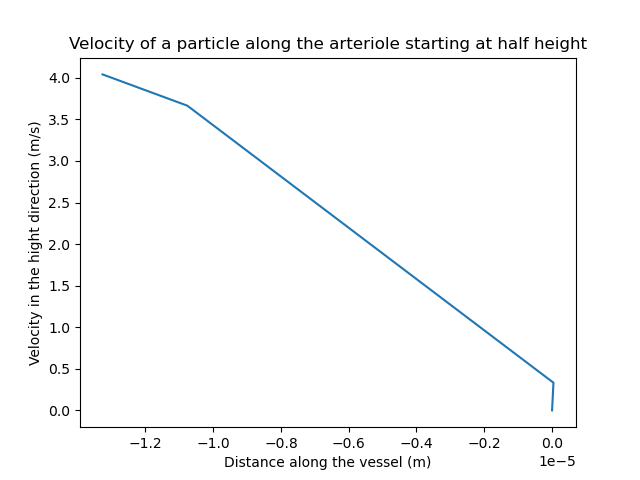 Velocity of a particle along the arteriole starting at half height
Velocity in the hight direction (m/s)
4.0
3.5
3.0
2.5
2.0
1.5
1.0
0.5
0.0
−1.2 −1.0 −0.8 −0.6 −0.4 −0.2 0.0
1e−5
Distance along the vessel (m)